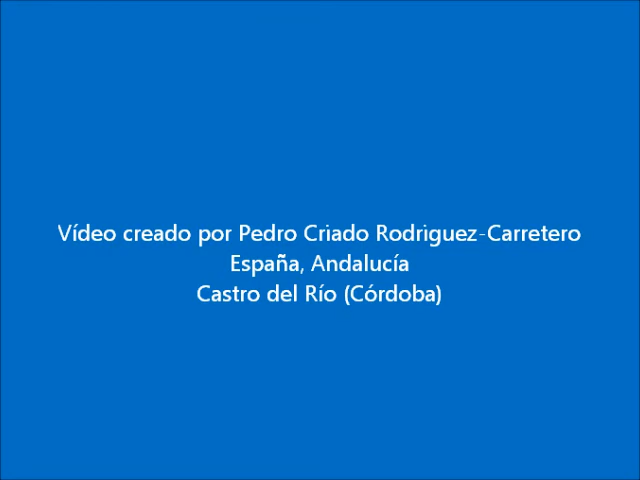 Vídeo creado por Pedro Criado Rodriguez-Carretero
España, Andalucía
Castro del Río (Córdoba)